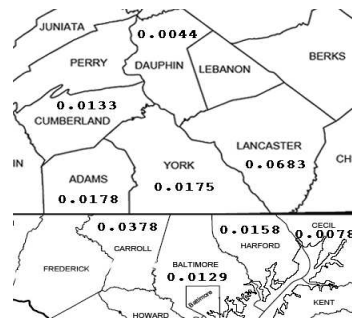 JUNIATA
0.0044
PERRY
DAUPHIN
LEBANON
BERKS
0.0133
CUMBERLAND
LANCASTER
0.0683
YORK
0.0175
IN
ADAMS
0.0178
CH
0.0378
CARROLL
0.0158
HARFORD
CECIL
0.0078
FREDERICK
BALTIMORE
0.0129
Baltimore
HOWARD
KENT